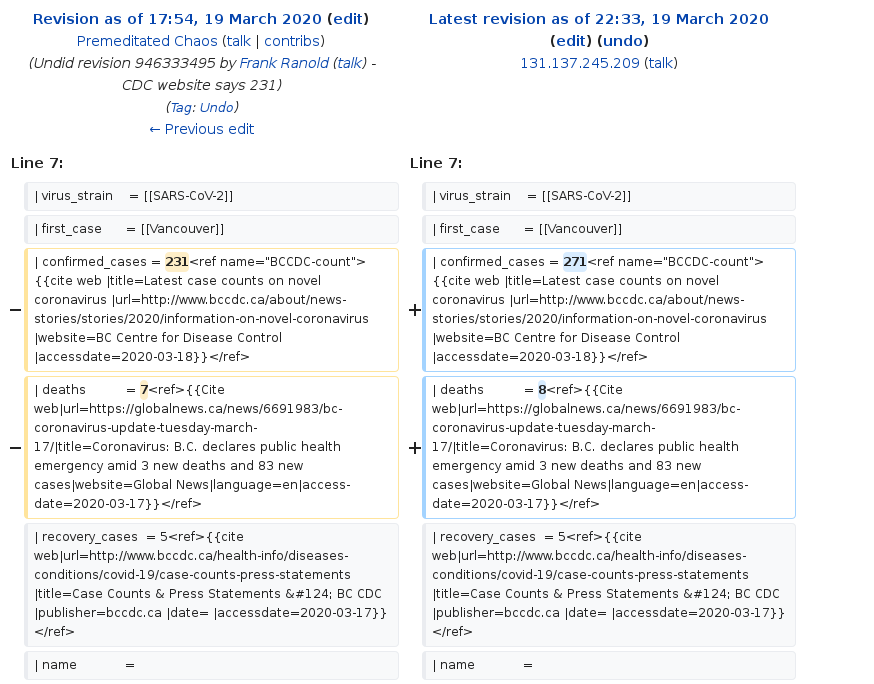 Revision as of 17:54, 19 March 2020 (edit)
Premeditated Chaos (talk | contribs)
(Undid revision 946333495 by Frank Ranold (talk) -
CDC website says 231)
(Tag: Undo)
← Previous edit
Latest revision as of 22:33, 19 March 2020
(edit) (undo)
131.137.245.209 (talk)
Line 7:
Line 7:
| virus_strain    = [[SARS-CoV-2]]
| virus_strain    = [[SARS-CoV-2]]
| first_case      = [[Vancouver]]
| first_case      = [[Vancouver]]
−
| confirmed_cases = 231<ref name="BCCDC-count">
{{cite web |title=Latest case counts on novel
coronavirus |url=http://www.bccdc.ca/about/news-
stories/stories/2020/information-on-novel-coronavirus
|website=BC Centre for Disease Control
|accessdate=2020-03-18}}</ref>
+
| confirmed_cases = 271<ref name="BCCDC-count">
{{cite web |title=Latest case counts on novel
coronavirus |url=http://www.bccdc.ca/about/news-
stories/stories/2020/information-on-novel-coronavirus
|website=BC Centre for Disease Control
|accessdate=2020-03-18}}</ref>
−
| deaths          = 7<ref>{{Cite
web|url=https://globalnews.ca/news/6691983/bc-
coronavirus-update-tuesday-march-
17/|title=Coronavirus: B.C. declares public health
emergency amid 3 new deaths and 83 new
cases|website=Global News|language=en|access-
date=2020-03-17}}</ref>
+
| deaths          = 8<ref>{{Cite
web|url=https://globalnews.ca/news/6691983/bc-
coronavirus-update-tuesday-march-
17/|title=Coronavirus: B.C. declares public health
emergency amid 3 new deaths and 83 new
cases|website=Global News|language=en|access-
date=2020-03-17}}</ref>
| recovery_cases  = 5<ref>{{cite
web|url=http://www.bccdc.ca/health-info/diseases-
conditions/covid-19/case-counts-press-statements
|title=Case Counts & Press Statements &#124; BC CDC
|publisher=bccdc.ca |date= |accessdate=2020-03-17}}
</ref>
| recovery_cases  = 5<ref>{{cite
web|url=http://www.bccdc.ca/health-info/diseases-
conditions/covid-19/case-counts-press-statements
|title=Case Counts & Press Statements &#124; BC CDC
|publisher=bccdc.ca |date= |accessdate=2020-03-17}}
</ref>
| name            =
| name            =